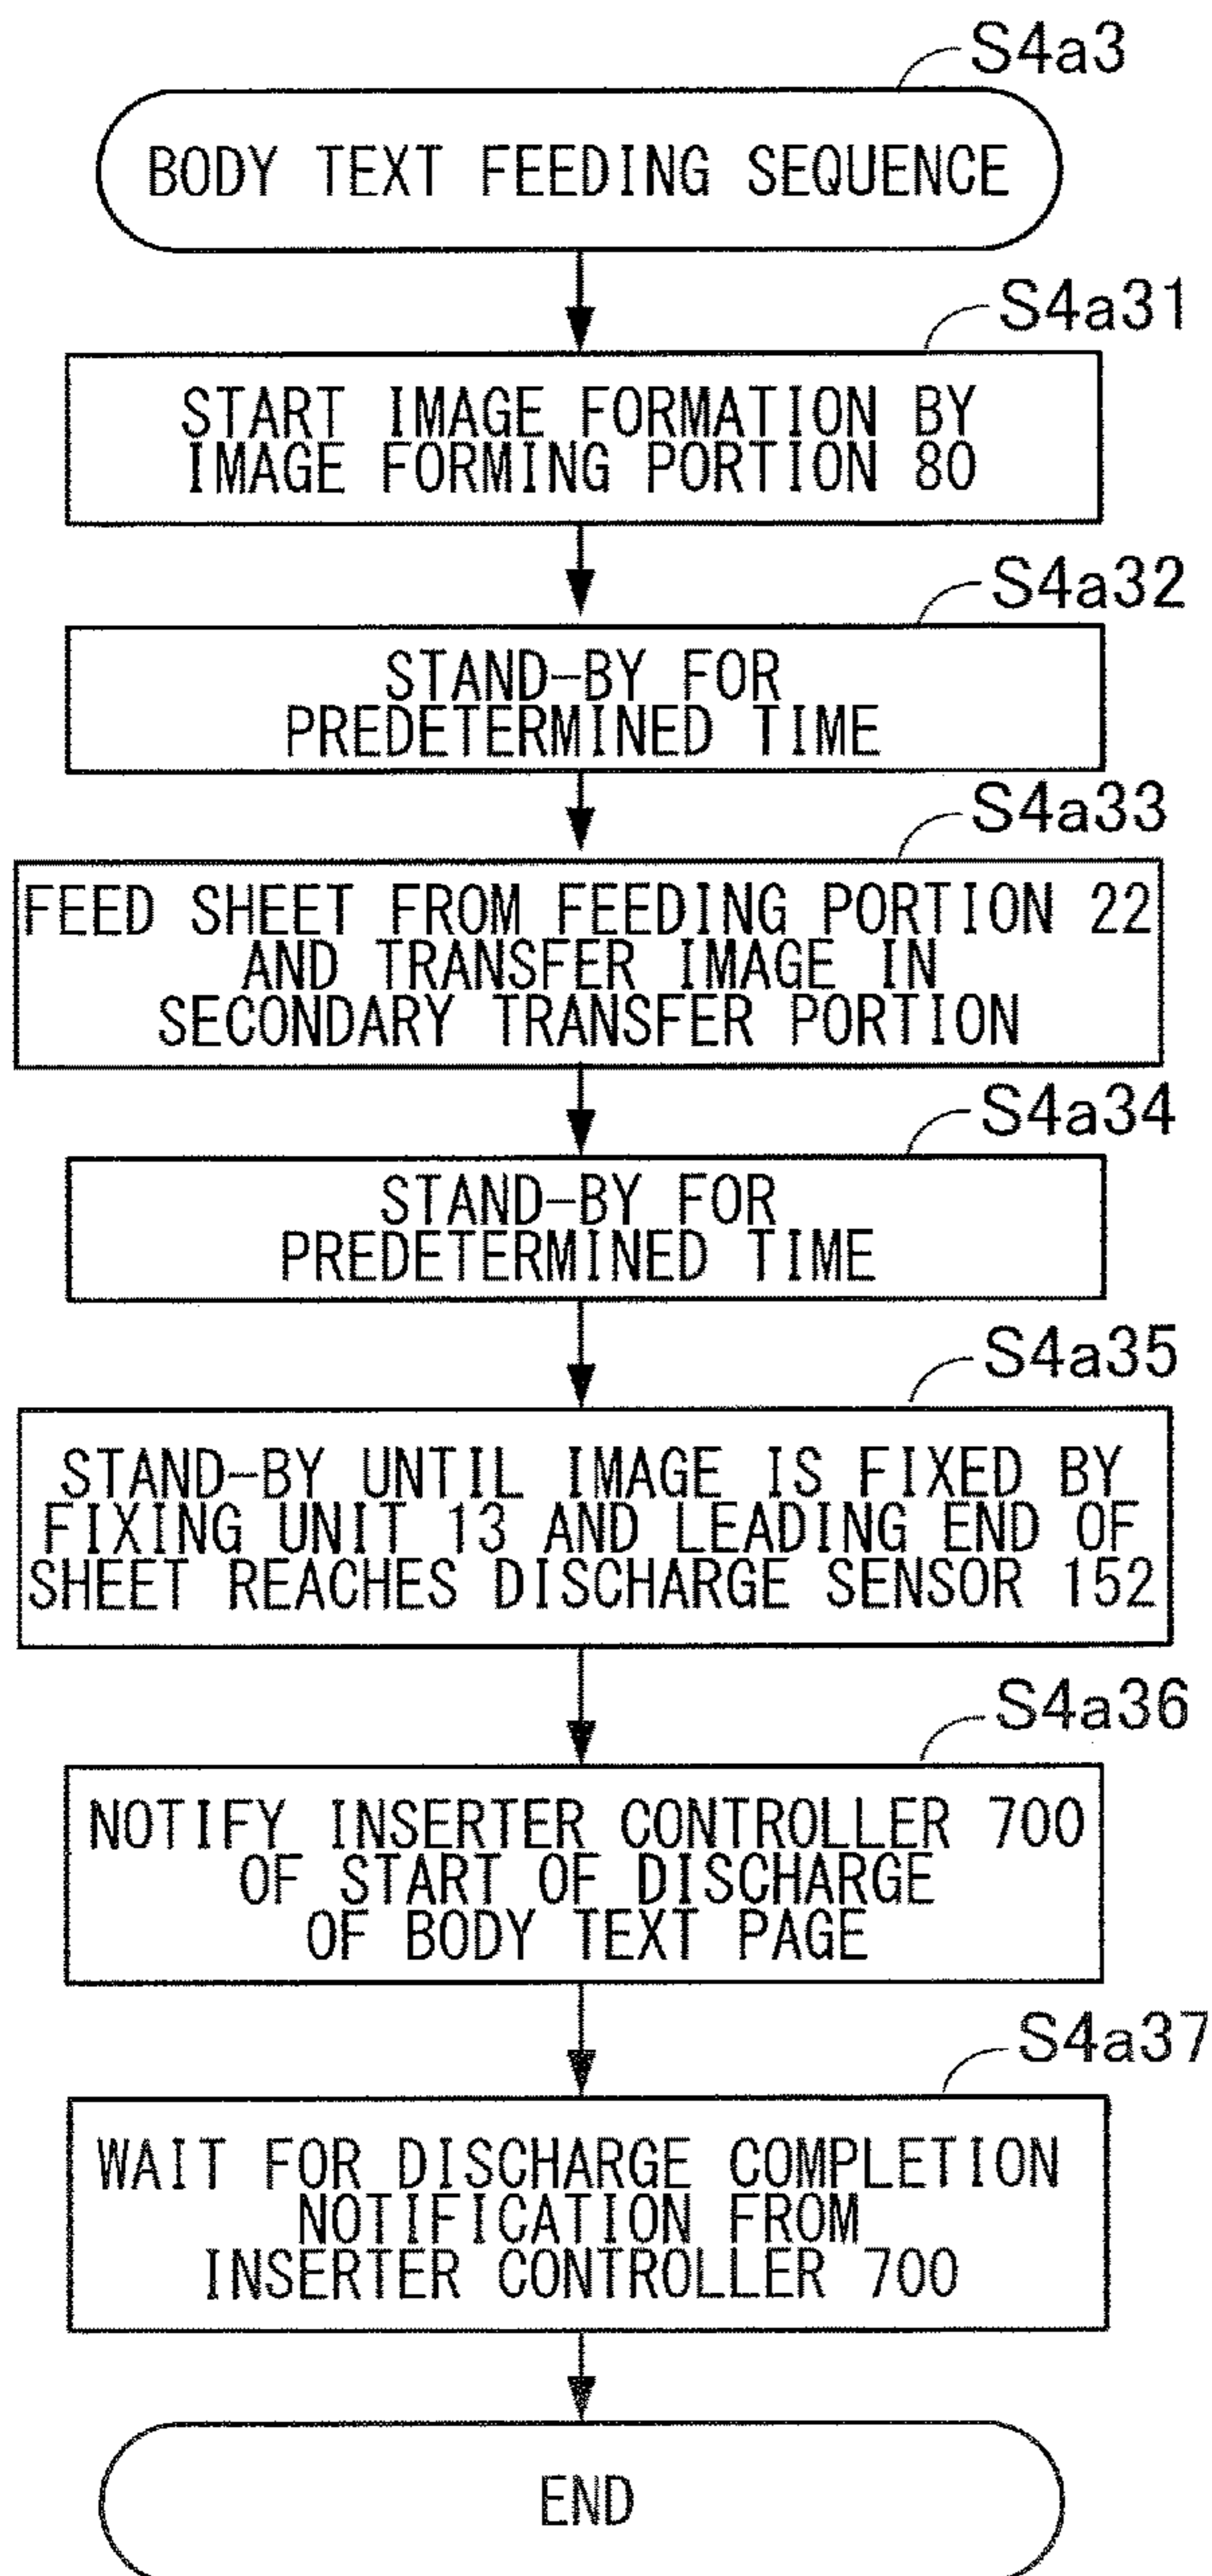 S4a3
BODY TEXT FEEDING SEQUENCE
S4a31
START IMAGE FORMATION BY
IMAGE FORMING PORTION 80
S4a32
STAND-BY FOR
PREDETERMINED TIME
S4a33
FEED SHEET FROM FEEDING PORTION 22
AND TRANSFER IMAGE IN
SECONDARY TRANSFER PORTION
S4a34
STAND-BY FOR
PREDETERMINED TIME
S4a35
STAND-BY UNTIL IMAGE IS FIXED BY
FIXING UNIT 13 AND LEADING END OF
SHEET REACHES DISCHARGE SENSOR 152
S4a36
NOTIFY INSERTER CONTROLLER 700
OF START OF DISCHARGE
OF BODY TEXT PAGE
S4a37
WAIT FOR DISCHARGE COMPLETION
NOTIFICATION FROM
INSERTER CONTROLLER 700
END